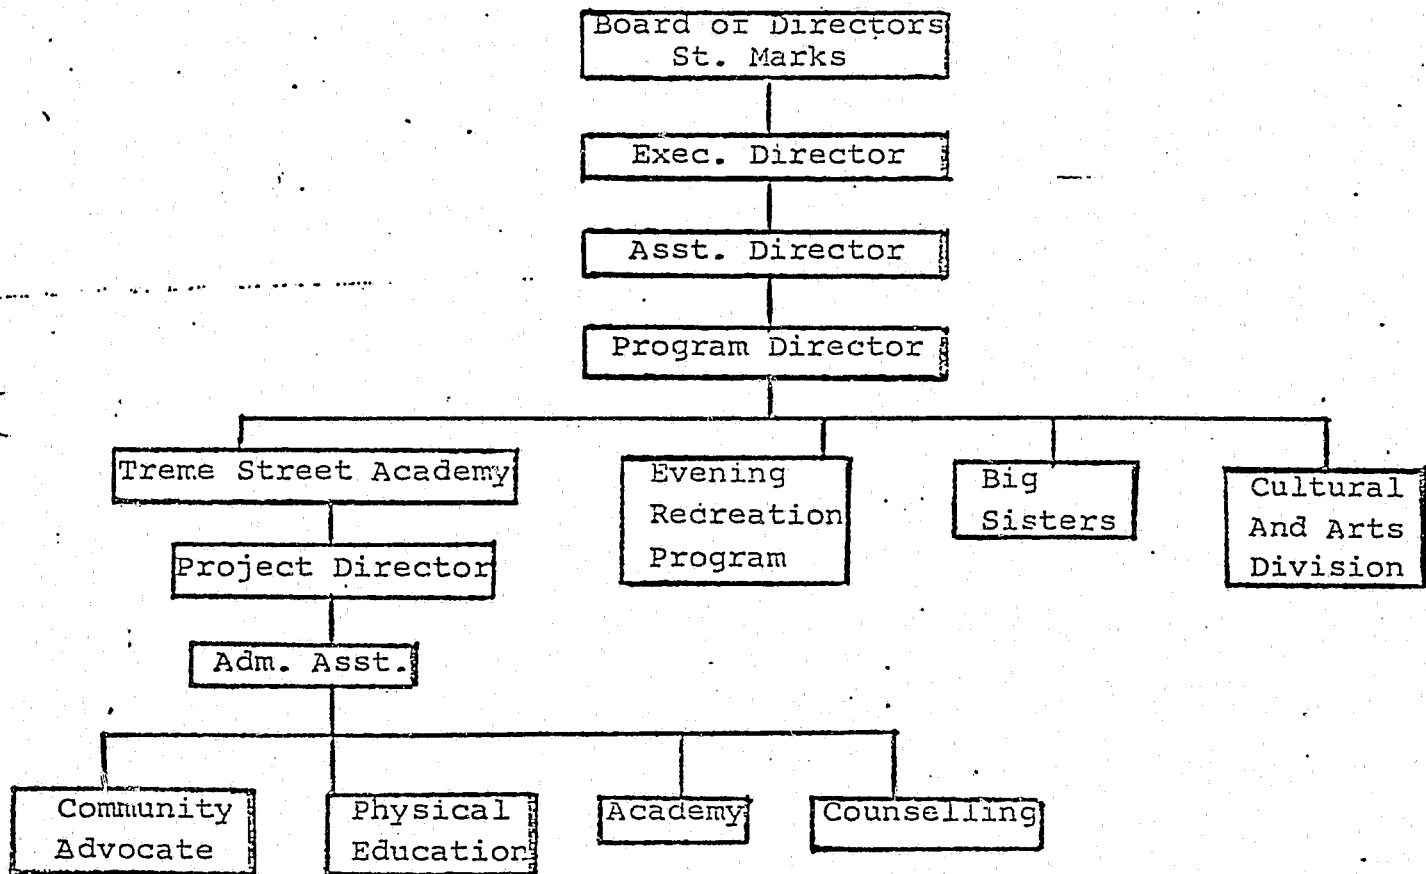 Board of Directors
St. Marks
Exec. Director
Asst. Director
Program Director
Treme Street Academy
Evening
Recreation
Program
Big
Sisters
Cultural
And Arts
Division
Project Director
Adm. Asst.
Community
Advocate
Physical
Education
Academy
Counselling